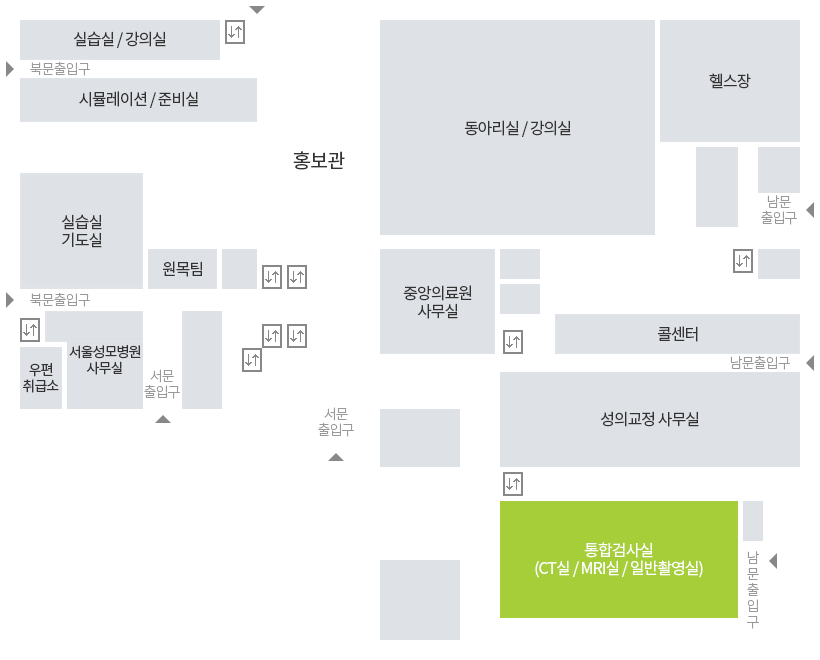 실습실 / 강의실
북문출입구
시뮬레이션 / 준비실
홍보관
동아리실 / 강의실
헬스장
남문
출입구
실습실
기도실
원목팀
북문출입구
중앙의료원
사무실
콜센터
남문출입구
우편
취급소
서울성모병원
사무실
서문
출입구
서문
출입구
성의교정 사무실
통합검사실
(CT실 / MRI실 / 일반촬영실)
남
문
출
입
구